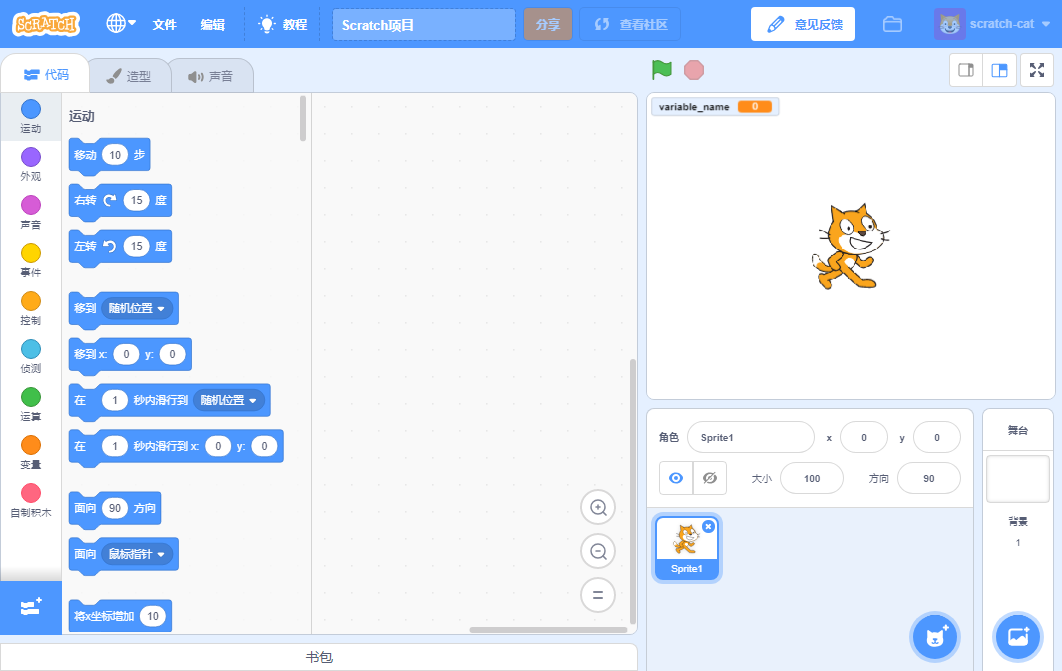 SCRATCH 文件 编辑 教程 Scratch项目 分享 查看社区 意见反馈 scratch-cat
代码 造型 声音
运动
外观
声音
事件
控制
侦测
运算
变量
自制积木
运动
移动 10 步
右转 15 度
左转 15 度
移到 随机位置
移到 x: 0 y: 0
在 1 秒内滑行到 随机位置
在 1 秒内滑行到 x: 0 y: 0
面向 90 方向
面向 鼠标指针
将x坐标增加 10
书包
variable_name 0
角色 Sprite1 x 0 y 0
大小 100 方向 90
Sprite1
舞台
背景
1